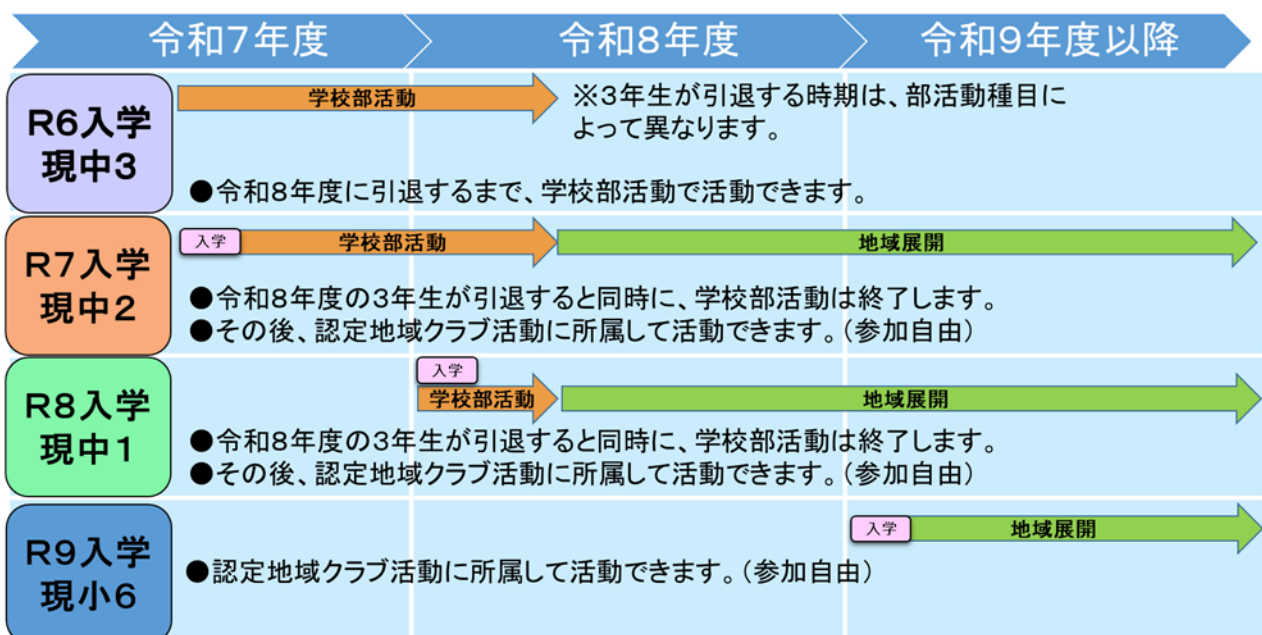 令和７年度
令和８年度
令和９年度以降
R６入学
現中３
学校部活動
※３年生が引退する時期は、部活動種目に
よって異なります。
●令和８年度に引退するまで、学校部活動で活動できます。
R７入学
現中２
入学
学校部活動
地域展開
●令和８年度の３年生が引退すると同時に、学校部活動は終了します。
●その後、認定地域クラブ活動に所属して活動できます。（参加自由）
R８入学
現中１
入学
学校部活動
地域展開
●令和８年度の３年生が引退すると同時に、学校部活動は終了します。
●その後、認定地域クラブ活動に所属して活動できます。（参加自由）
R９入学
現小６
入学
地域展開
●認定地域クラブ活動に所属して活動できます。（参加自由）